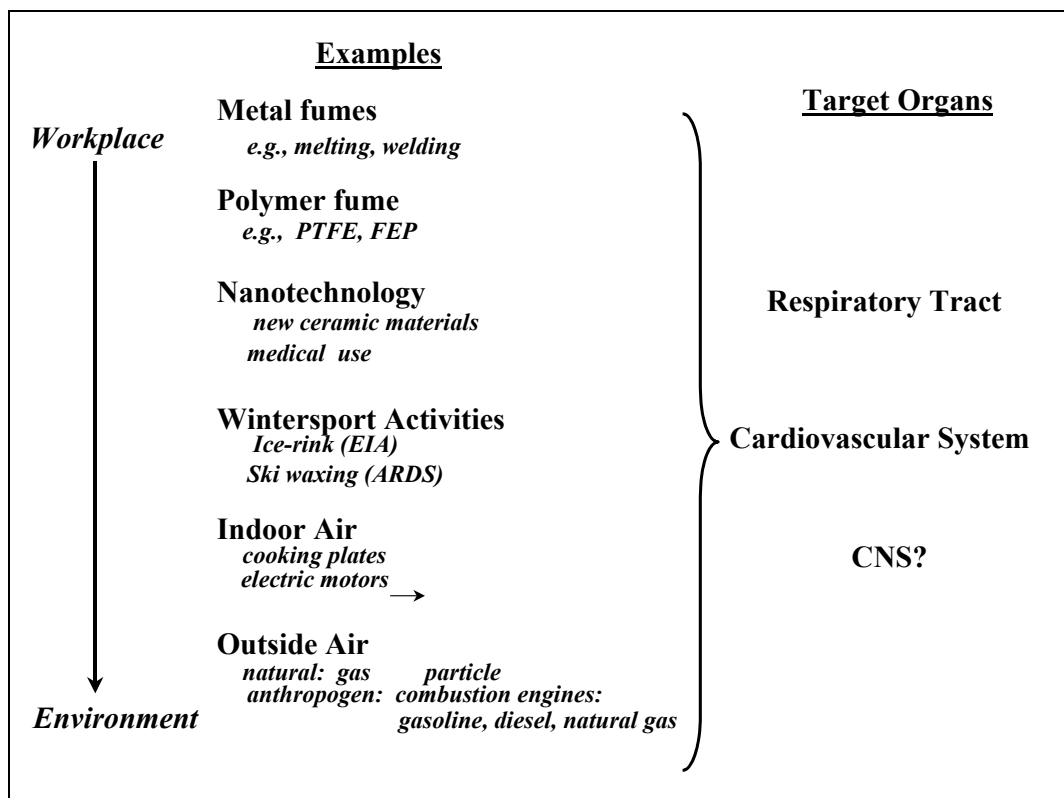 Examples
Target Organs
Workplace
Metal fumes
e.g., melting, welding
Polymer fume
e.g., PTFE, FEP
Nanotechnology
new ceramic materials
medical use
Respiratory Tract
Wintersport Activities
Ice-rink (EIA)
Ski waxing (ARDS)
Cardiovascular System
Indoor Air
cooking plates
electric motors
CNS?
Outside Air
natural: gas particle
anthropogen: combustion engines:
gasoline, diesel, natural gas
Environment